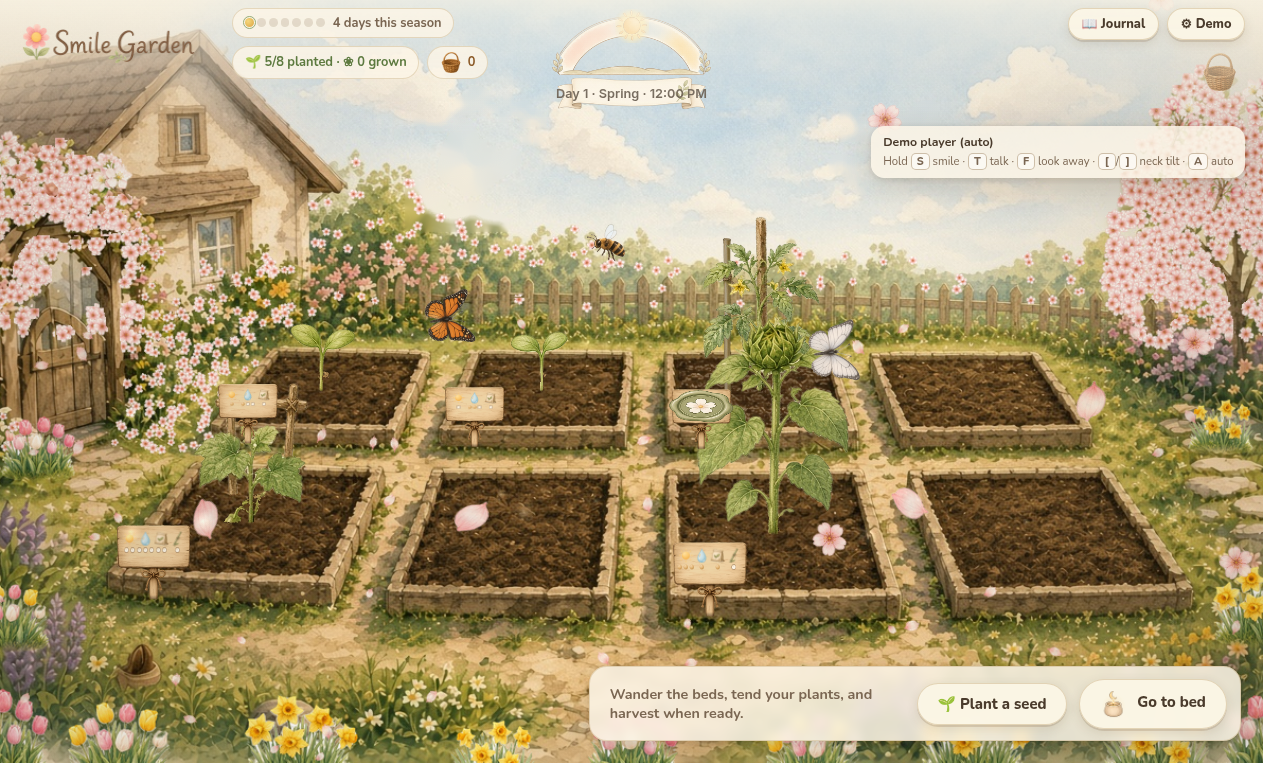 Smile Garden
4 days this season
5/8 planted · 0 grown
0
Day 1 · Spring · 12:00 PM
Journal
Demo
Demo player (auto)
Hold S smile · T talk · F look away · [ / ] neck tilt · A auto
Wander the beds, tend your plants, and
harvest when ready.
Plant a seed
Go to bed